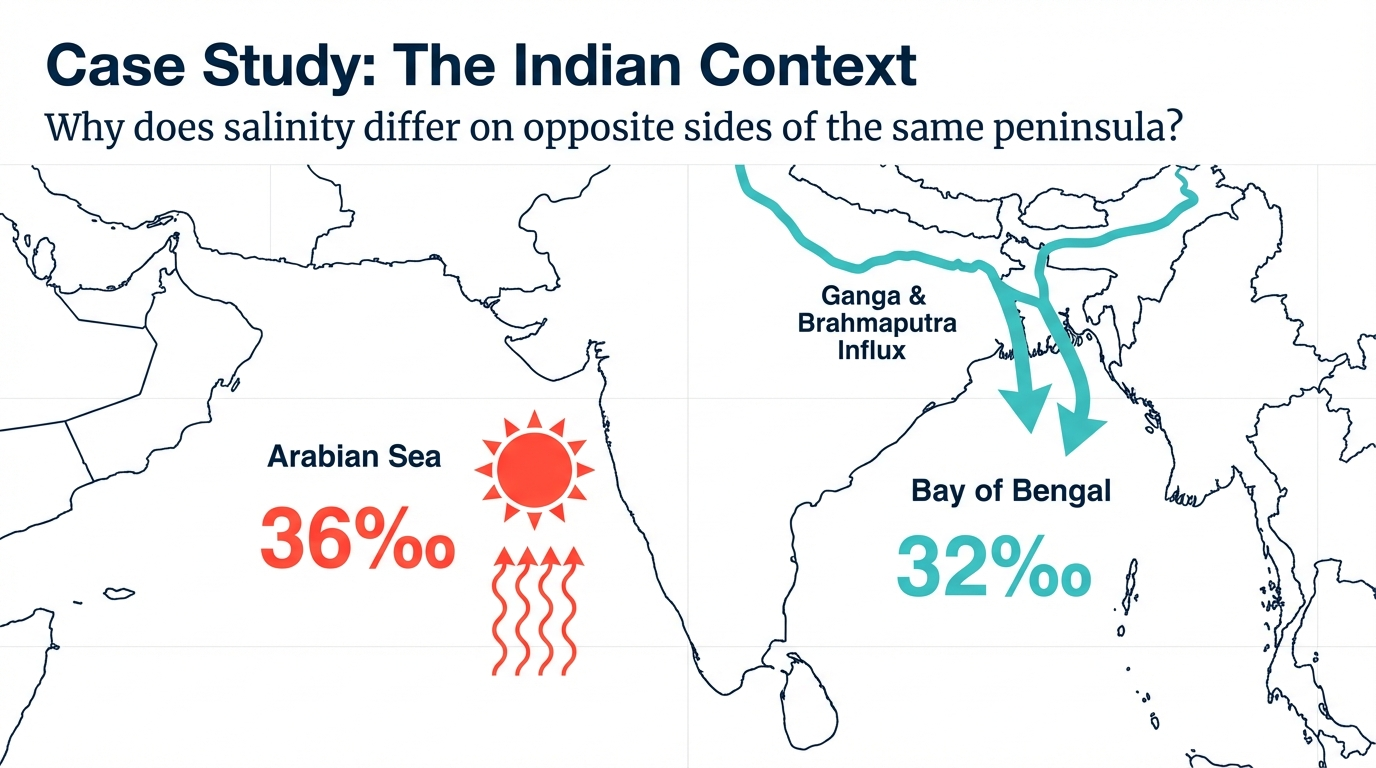 Case Study: The Indian Context
Why does salinity differ on opposite sides of the same peninsula?
Ganga &
Brahmaputra
Influx
Arabian Sea
36‰
Bay of Bengal
32‰